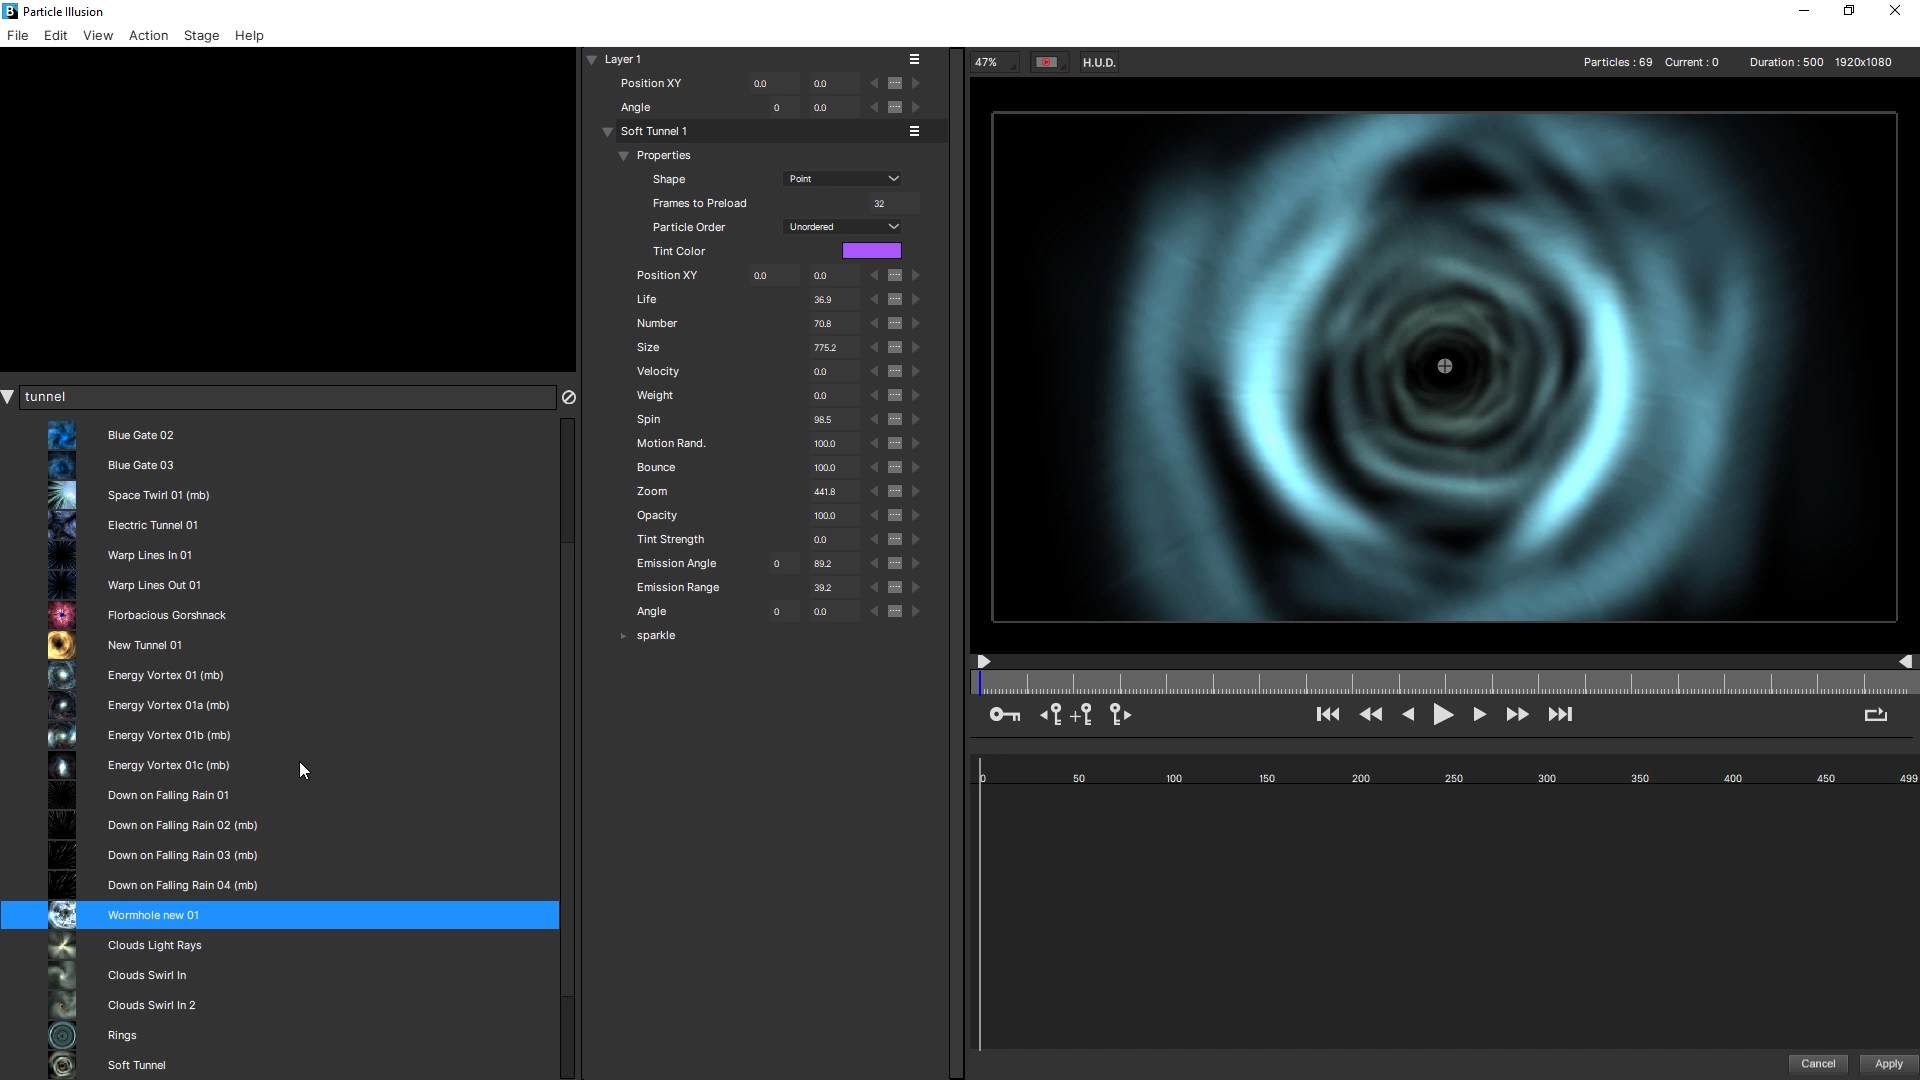 Particle Illusion
File Edit View Action Stage Help
tunnel
Blue Gate 02
Blue Gate 03
Space Twirl 01 (mb)
Electric Tunnel 01
Warp Lines In 01
Warp Lines Out 01
Florbacious Gorshnack
New Tunnel 01
Energy Vortex 01 (mb)
Energy Vortex 01a (mb)
Energy Vortex 01b (mb)
Energy Vortex 01c (mb)
Down on Falling Rain 01
Down on Falling Rain 02 (mb)
Down on Falling Rain 03 (mb)
Down on Falling Rain 04 (mb)
Wormhole new 01
Clouds Light Rays
Clouds Swirl In
Clouds Swirl In 2
Rings
Soft Tunnel
Layer 1
Position XY 0.0 0.0
Angle 0 0.0
Soft Tunnel 1
Properties
Shape Point
Frames to Preload 32
Particle Order Unordered
Tint Color
Position XY 0.0 0.0
Life 36.9
Number 70.8
Size 775.2
Velocity 0.0
Weight 0.0
Spin 98.5
Motion Rand. 100.0
Bounce 100.0
Zoom 441.8
Opacity 100.0
Tint Strength 0.0
Emission Angle 0 89.2
Emission Range 39.2
Angle 0 0.0
sparkle
47% H.U.D. Particles : 69 Current : 0 Duration : 500 1920x1080
0 50 100 150 200 250 300 350 400 450 499
Cancel Apply